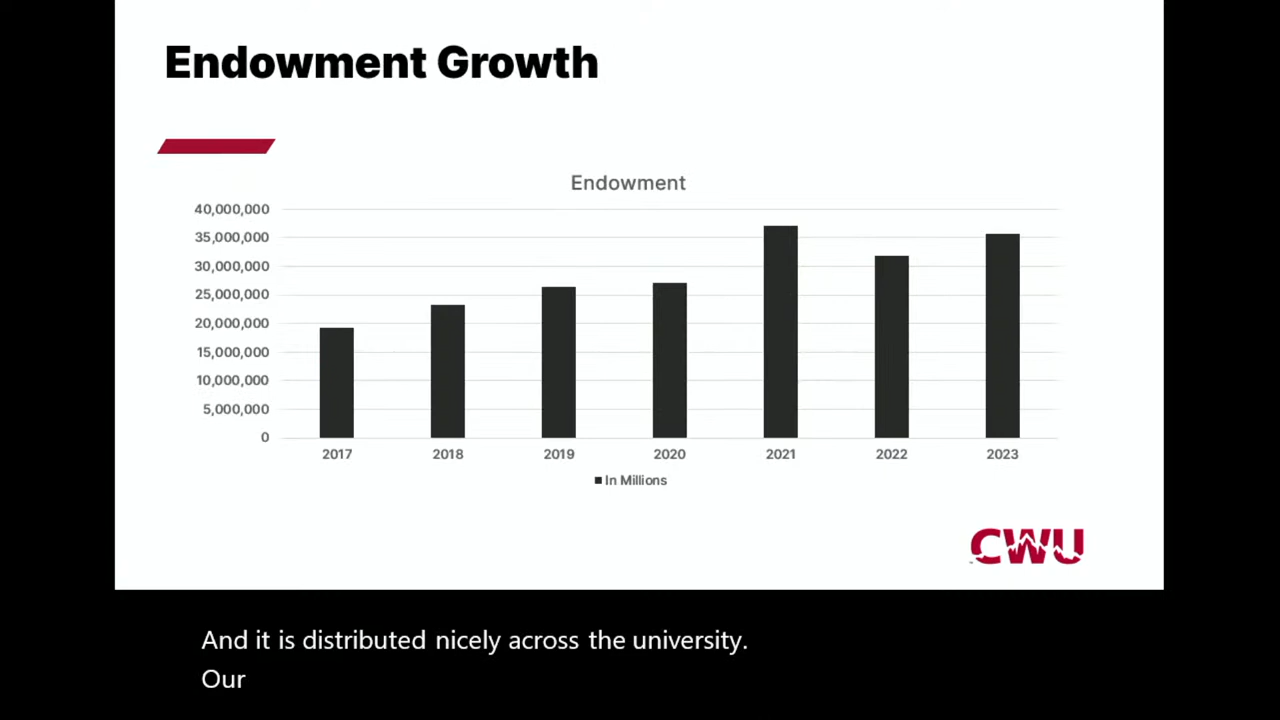 Endowment Growth
Endowment
40,000,000
35,000,000
30,000,000
25,000,000
20,000,000
15,000,000
10,000,000
5,000,000
0
2017 2018 2019 2020 2021 2022 2023
In Millions
CWU
And it is distributed nicely across the university.
Our